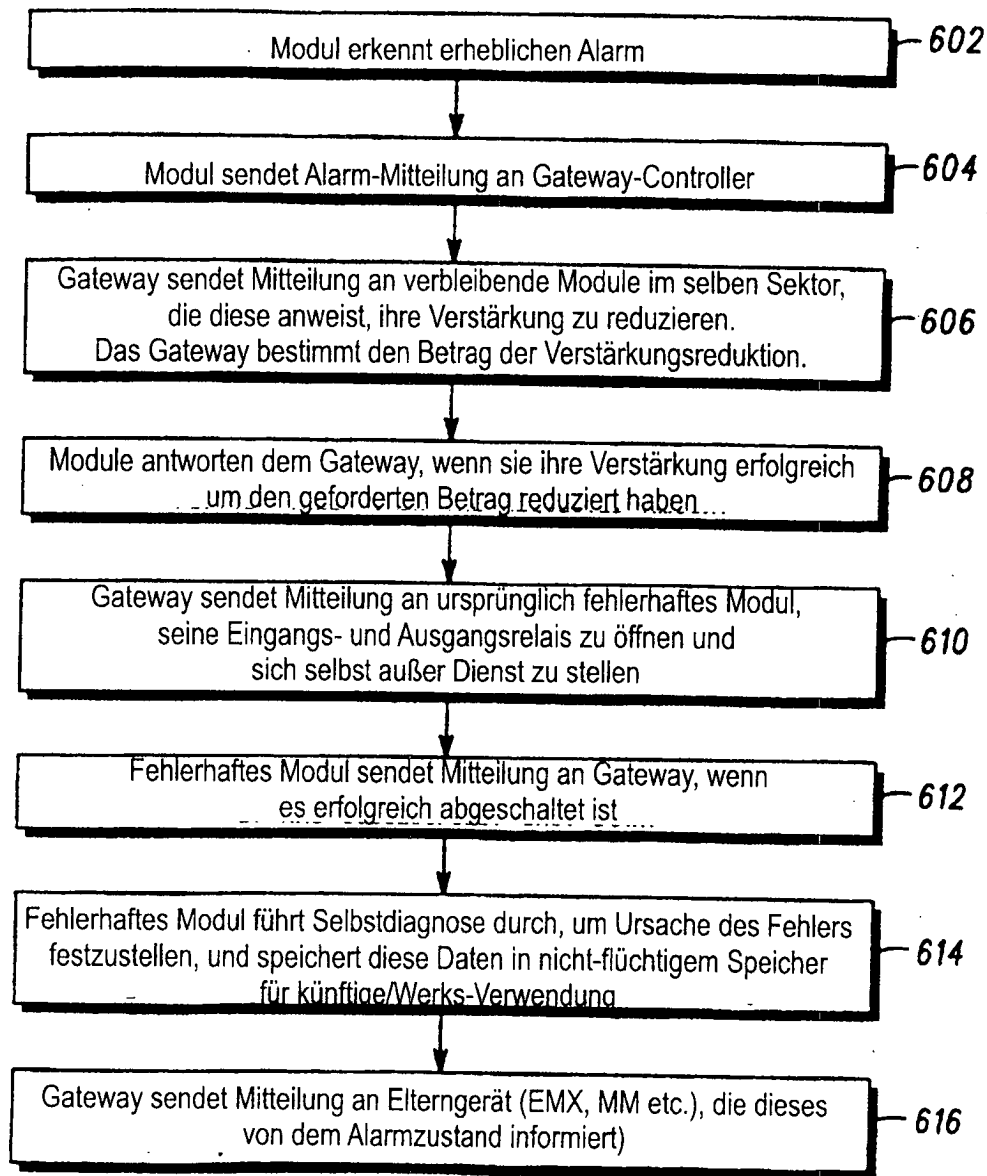 Modul erkennt erheblichen Alarm
602
Modul sendet Alarm-Mitteilung an Gateway-Controller
604
Gateway sendet Mitteilung an verbleibende Module im selben Sektor,
die diese anweist, ihre Verstärkung zu reduzieren.
Das Gateway bestimmt den Betrag der Verstärkungsreduktion.
606
Module antworten dem Gateway, wenn sie ihre Verstärkung erfolgreich
um den geforderten Betrag reduziert haben
608
Gateway sendet Mitteilung an ursprünglich fehlerhaftes Modul,
seine Eingangs- und Ausgangsrelais zu öffnen und
sich selbst außer Dienst zu stellen
610
Fehlerhaftes Modul sendet Mitteilung an Gateway, wenn
es erfolgreich abgeschaltet ist
612
Fehlerhaftes Modul führt Selbstdiagnose durch, um Ursache des Fehlers
festzustellen, und speichert diese Daten in nicht-flüchtigem Speicher
für künftige/Werks-Verwendung
614
Gateway sendet Mitteilung an Elterngerät (EMX, MM etc.), die dieses
von dem Alarmzustand informiert)
616